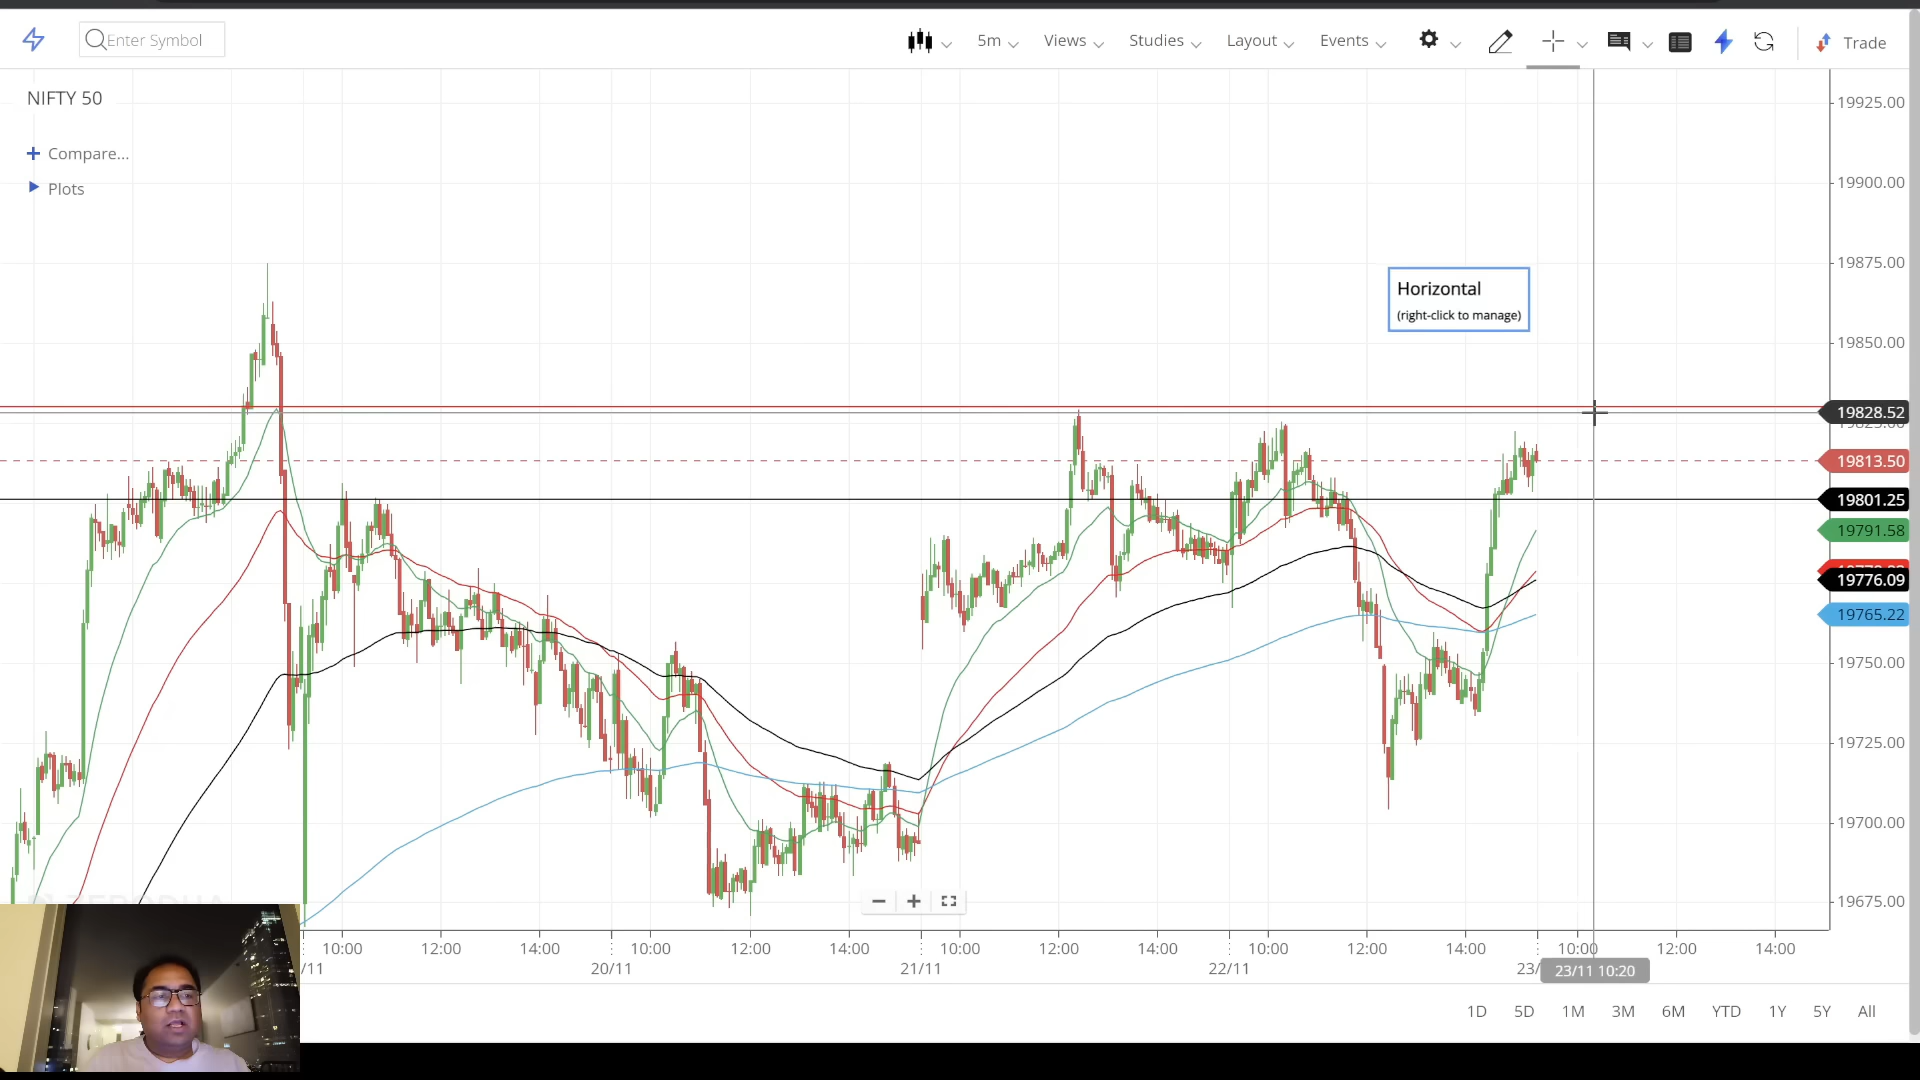 Enter Symbol
5m
Views
Studies
Layout
Events
Trade
NIFTY 50
Compare...
Plots
Horizontal
(right-click to manage)
19925.00
19900.00
19875.00
19850.00
19828.52
19813.50
19801.25
19791.58
19776.09
19765.22
19750.00
19725.00
19700.00
19675.00
10:00 12:00 14:00 10:00 12:00 14:00 10:00 12:00 14:00 10:00 12:00 14:00 10:00 12:00 14:00
/11 20/11 21/11 22/11 23/ 23/11 10:20
1D 5D 1M 3M 6M YTD 1Y 5Y All